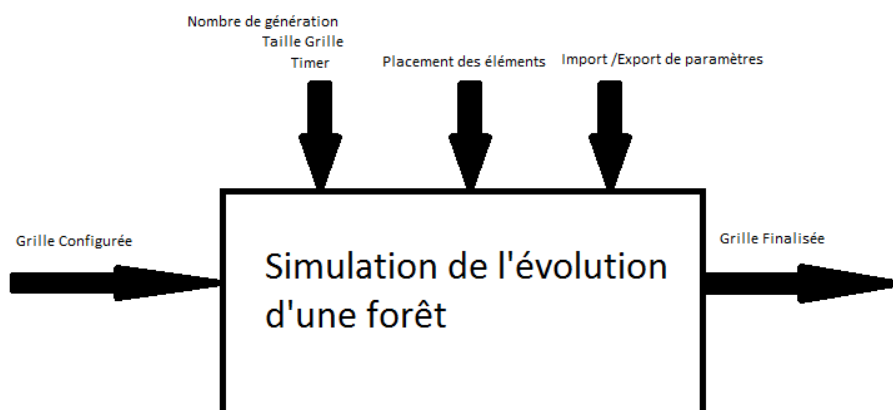 Nombre de génération
Taille Grille
Timer
Placement des éléments
Import /Export de paramètres
Grille Configurée
Simulation de l'évolution
d'une forêt
Grille Finalisée